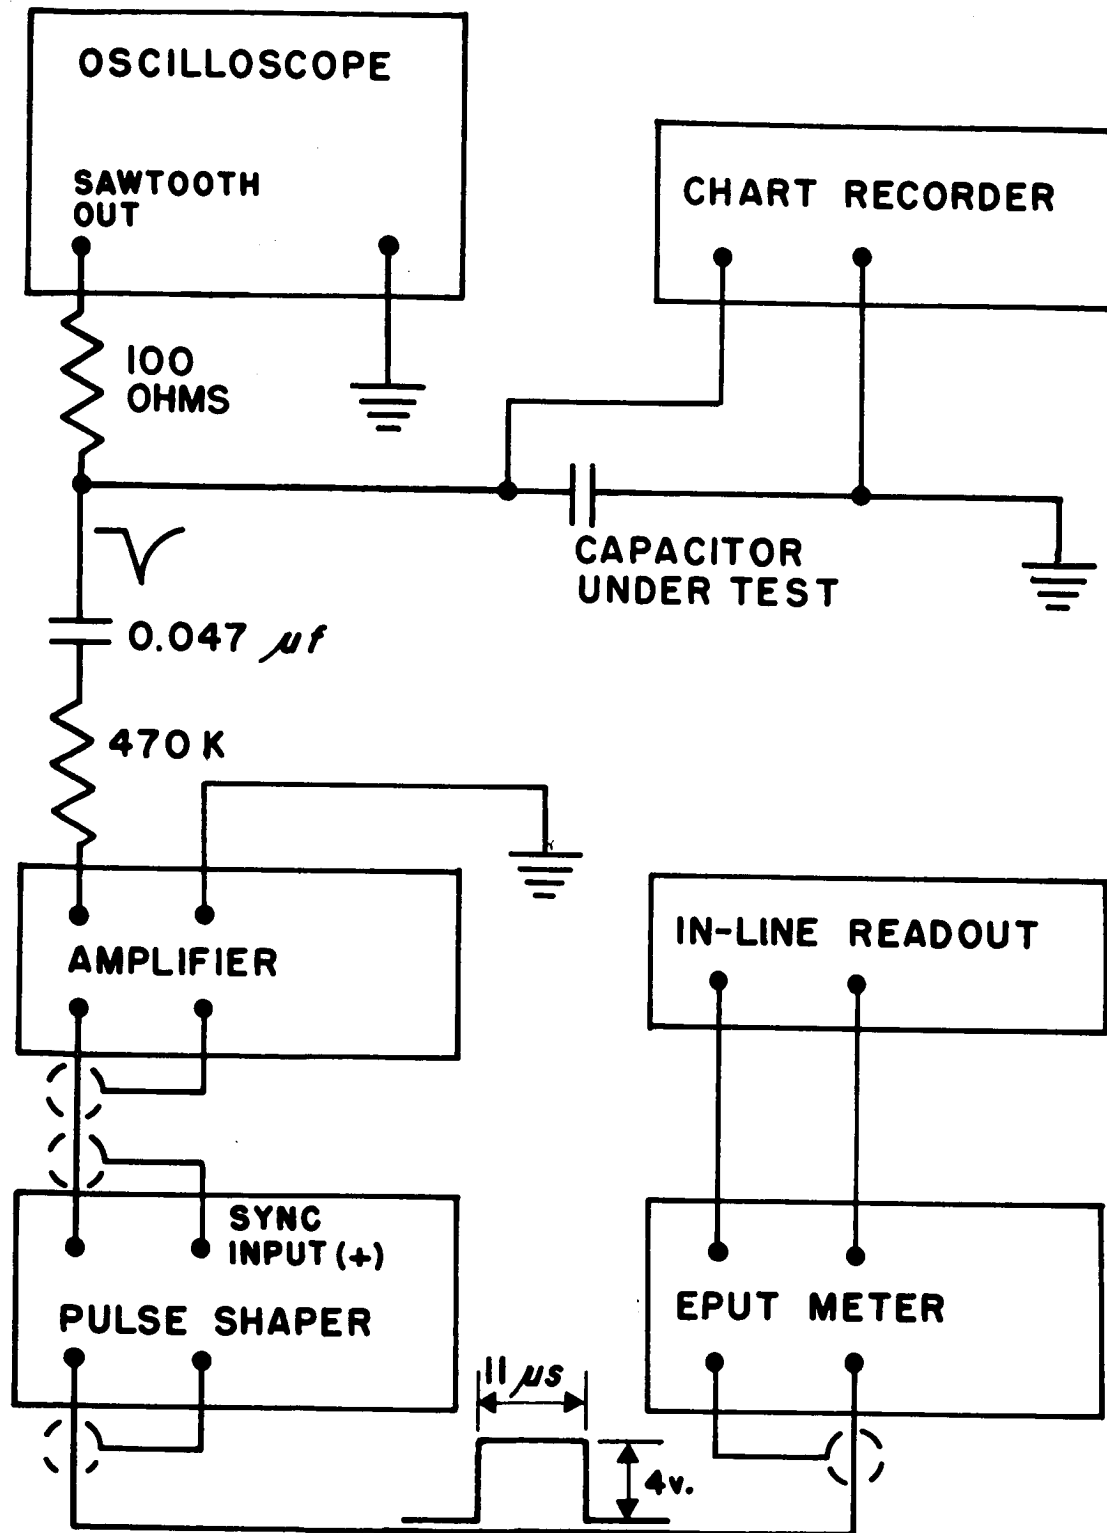 OSCILLOSCOPE
SAWTOOTH
OUT
CHART RECORDER
100
OHMS
CAPACITOR
UNDER TEST
0.047 μf
470 K
AMPLIFIER
IN-LINE READOUT
SYNC
INPUT (+)
PULSE SHAPER
EPUT METER
11 μs
4v.